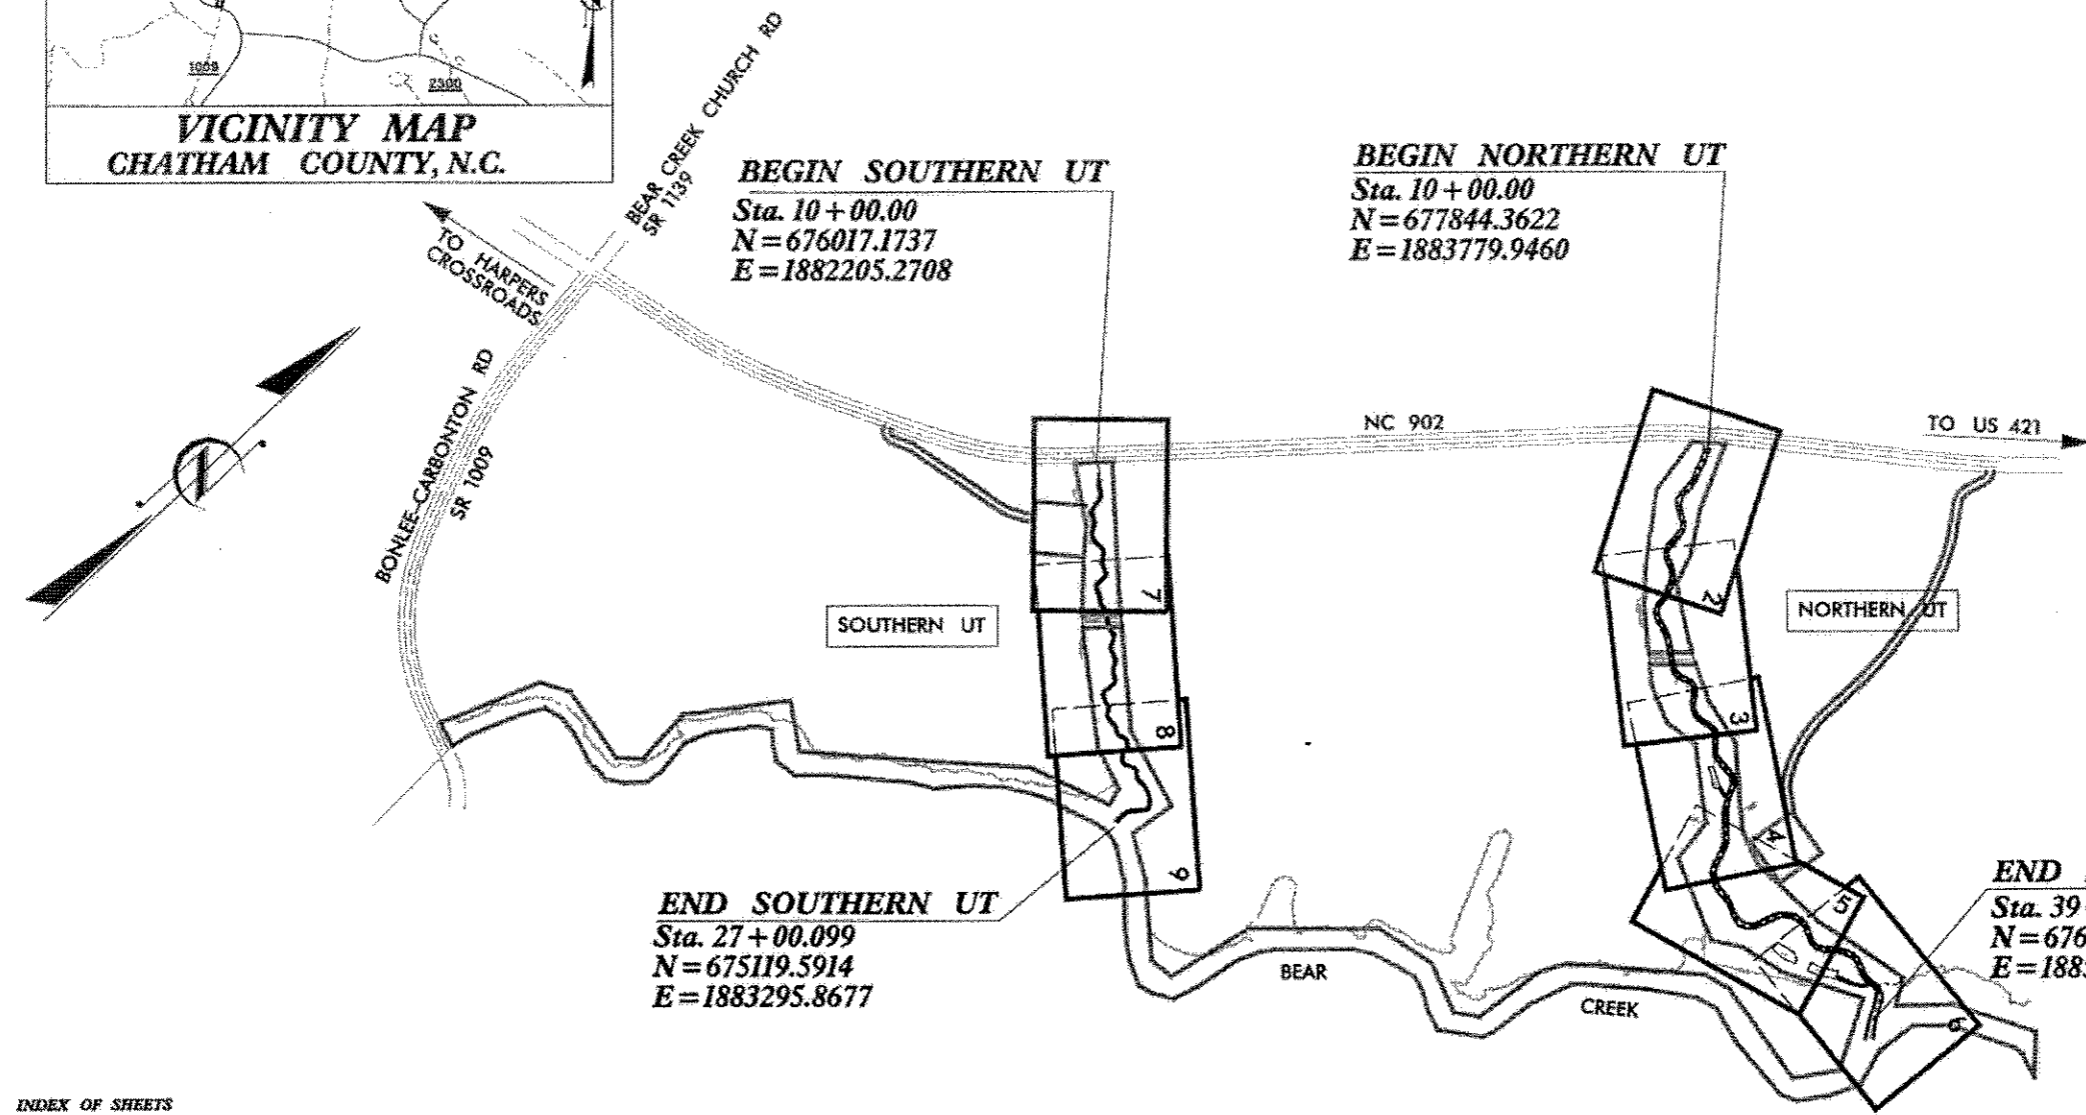 1009
2300
VICINITY MAP
CHATHAM COUNTY, N.C.
BEAR CREEK CHURCH RD
SR 1139
TO HARPERS
CROSSROADS
BEGIN SOUTHERN UT
Sta. 10+00.00
N=676017.1737
E=1882205.2708
BEGIN NORTHERN UT
Sta. 10+00.00
N=677844.3622
E=1883779.9460
NC 902
TO US 421
BONLEE-CARBONTON RD
SR 1009
SOUTHERN UT
NORTHERN UT
7
8
9
2
3
4
5
6
END SOUTHERN UT
Sta. 27+00.099
N=675119.5914
E=1883295.8677
END
Sta. 39
N=676
E=188
BEAR
CREEK
INDEX OF SHEETS